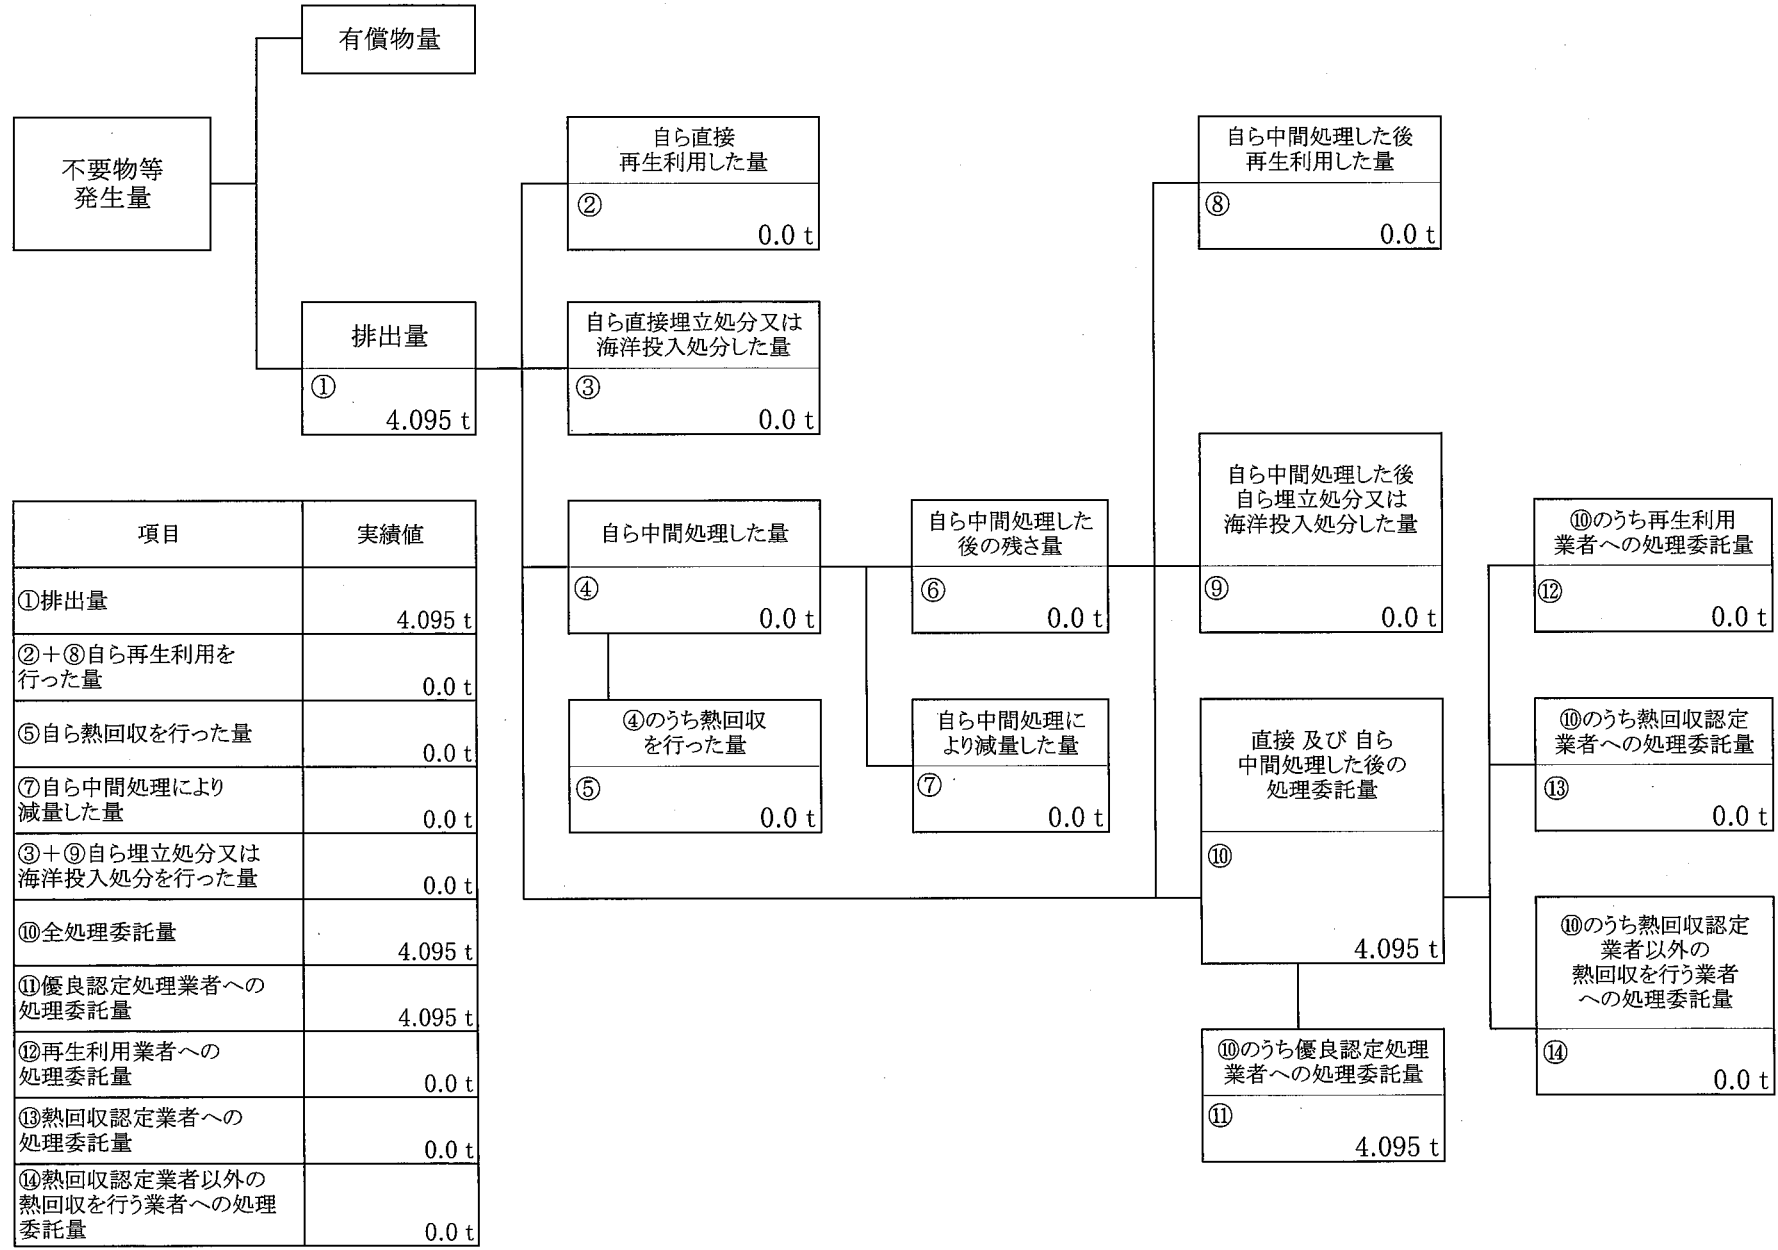 有償物量
不要物等
発生量
排出量
①
4.095 t
自ら直接
再生利用した量
②
0.0 t
自ら直接埋立処分又は
海洋投入処分した量
③
0.0 t
自ら中間処理した量
④
0.0 t
④のうち熱回収
を行った量
⑤
0.0 t
自ら中間処理した
後の残さ量
⑥
0.0 t
自ら中間処理に
より減量した量
⑦
0.0 t
自ら中間処理した後
再生利用した量
⑧
0.0 t
自ら中間処理した後
自ら埋立処分又は
海洋投入処分した量
⑨
0.0 t
直接 及び 自ら
中間処理した後の
処理委託量
⑩
4.095 t
⑩のうち優良認定処理
業者への処理委託量
⑪
4.095 t
⑩のうち再生利用
業者への処理委託量
⑫
0.0 t
⑩のうち熱回収認定
業者への処理委託量
⑬
0.0 t
⑩のうち熱回収認定
業者以外の
熱回収を行う業者
への処理委託量
⑭
0.0 t
項目 実績値
①排出量
4.095 t
②＋⑧自ら再生利用を
行った量
0.0 t
⑤自ら熱回収を行った量
0.0 t
⑦自ら中間処理により
減量した量
0.0 t
③＋⑨自ら埋立処分又は
海洋投入処分を行った量
0.0 t
⑩全処理委託量
4.095 t
⑪優良認定処理業者への
処理委託量
4.095 t
⑫再生利用業者への
処理委託量
0.0 t
⑬熱回収認定業者への
処理委託量
0.0 t
⑭熱回収認定業者以外の
熱回収を行う業者への処理
委託量
0.0 t